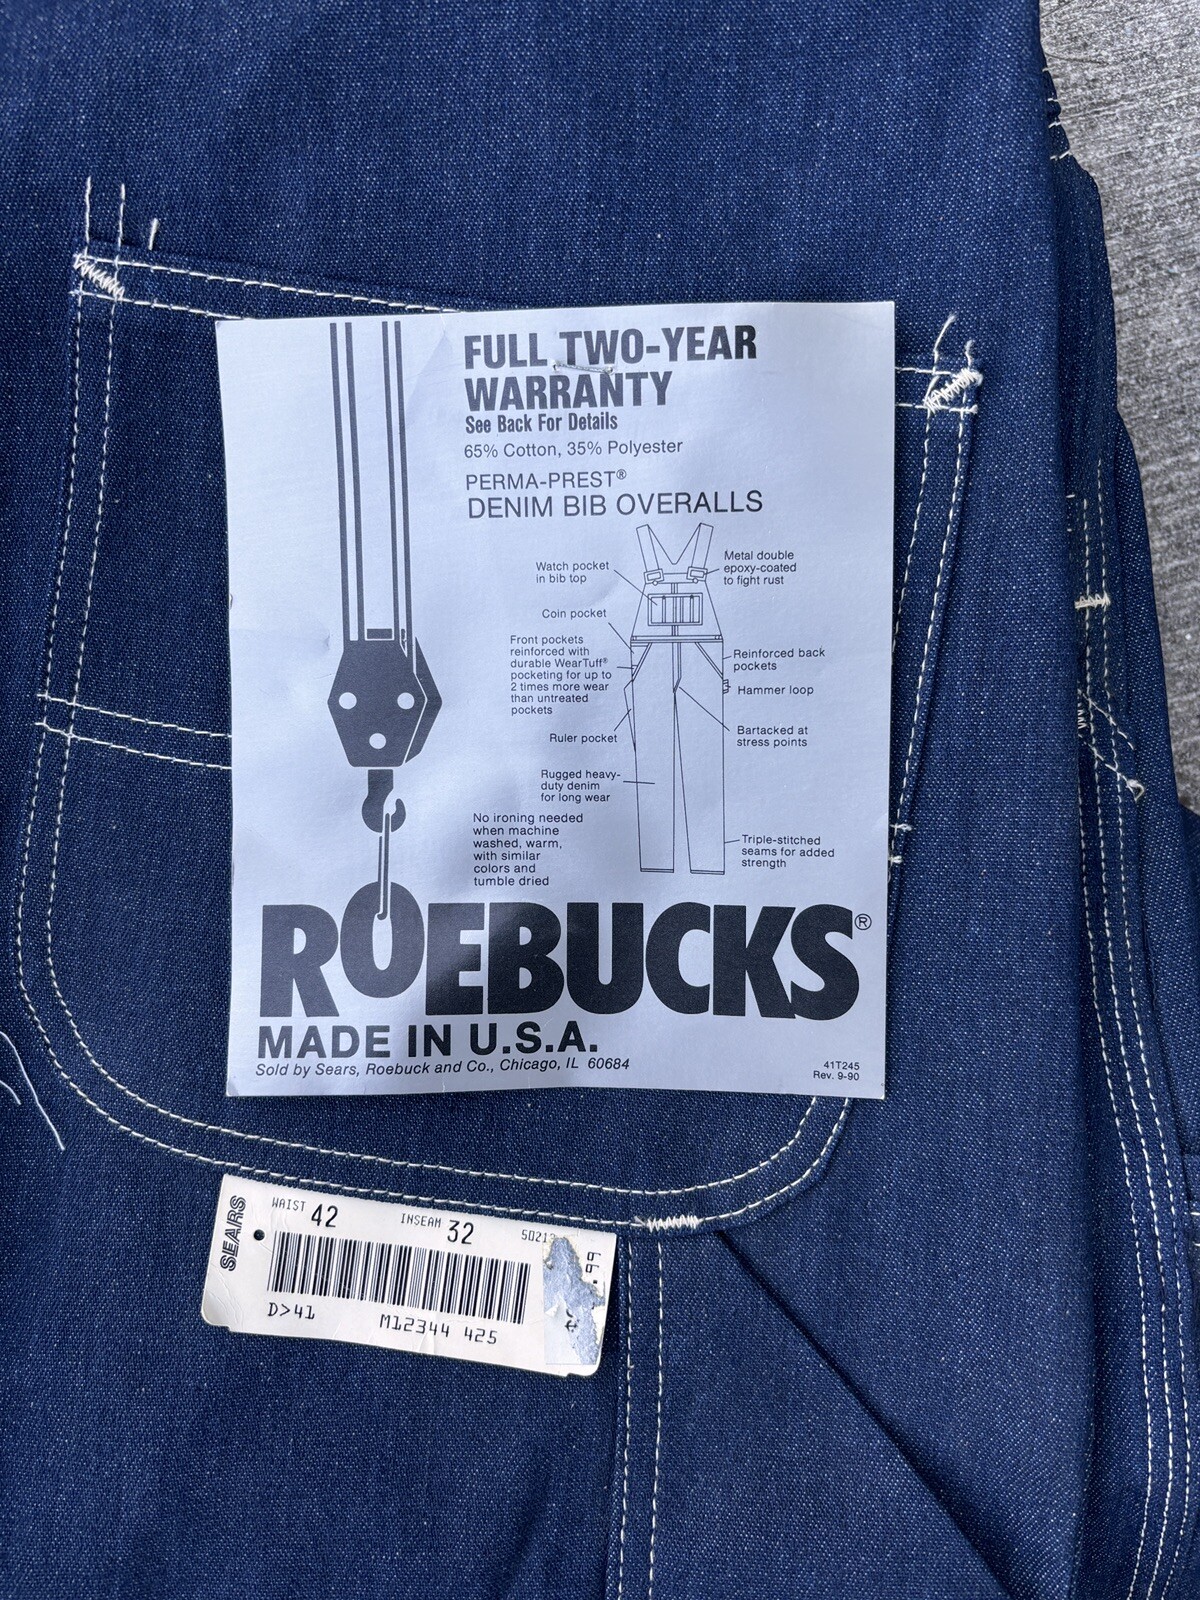 FULL TWO-YEAR
WARRANTY
See Back For Details
65% Cotton, 35% Polyester
PERMA-PREST®
DENIM BIB OVERALLS
Watch pocket
in bib top
Metal double
epoxy-coated
to fight rust
Coin pocket
Front pockets
reinforced with
durable WearTuff®
pocketing for up to
2 times more wear
than untreated
pockets
Reinforced back
pockets
Hammer loop
Ruler pocket
Bartacked at
stress points
Rugged heavy-
duty denim
for long wear
No ironing needed
when machine
washed, warm,
with similar
colors and
tumble dried
Triple-stitched
seams for added
strength
ROEBUCKS®
MADE IN U.S.A.
Sold by Sears, Roebuck and Co., Chicago, IL 60684
41T245
Rev. 9-90
SEARS
WAIST 42 INSEAM 32
D>41 M12344 425
.99